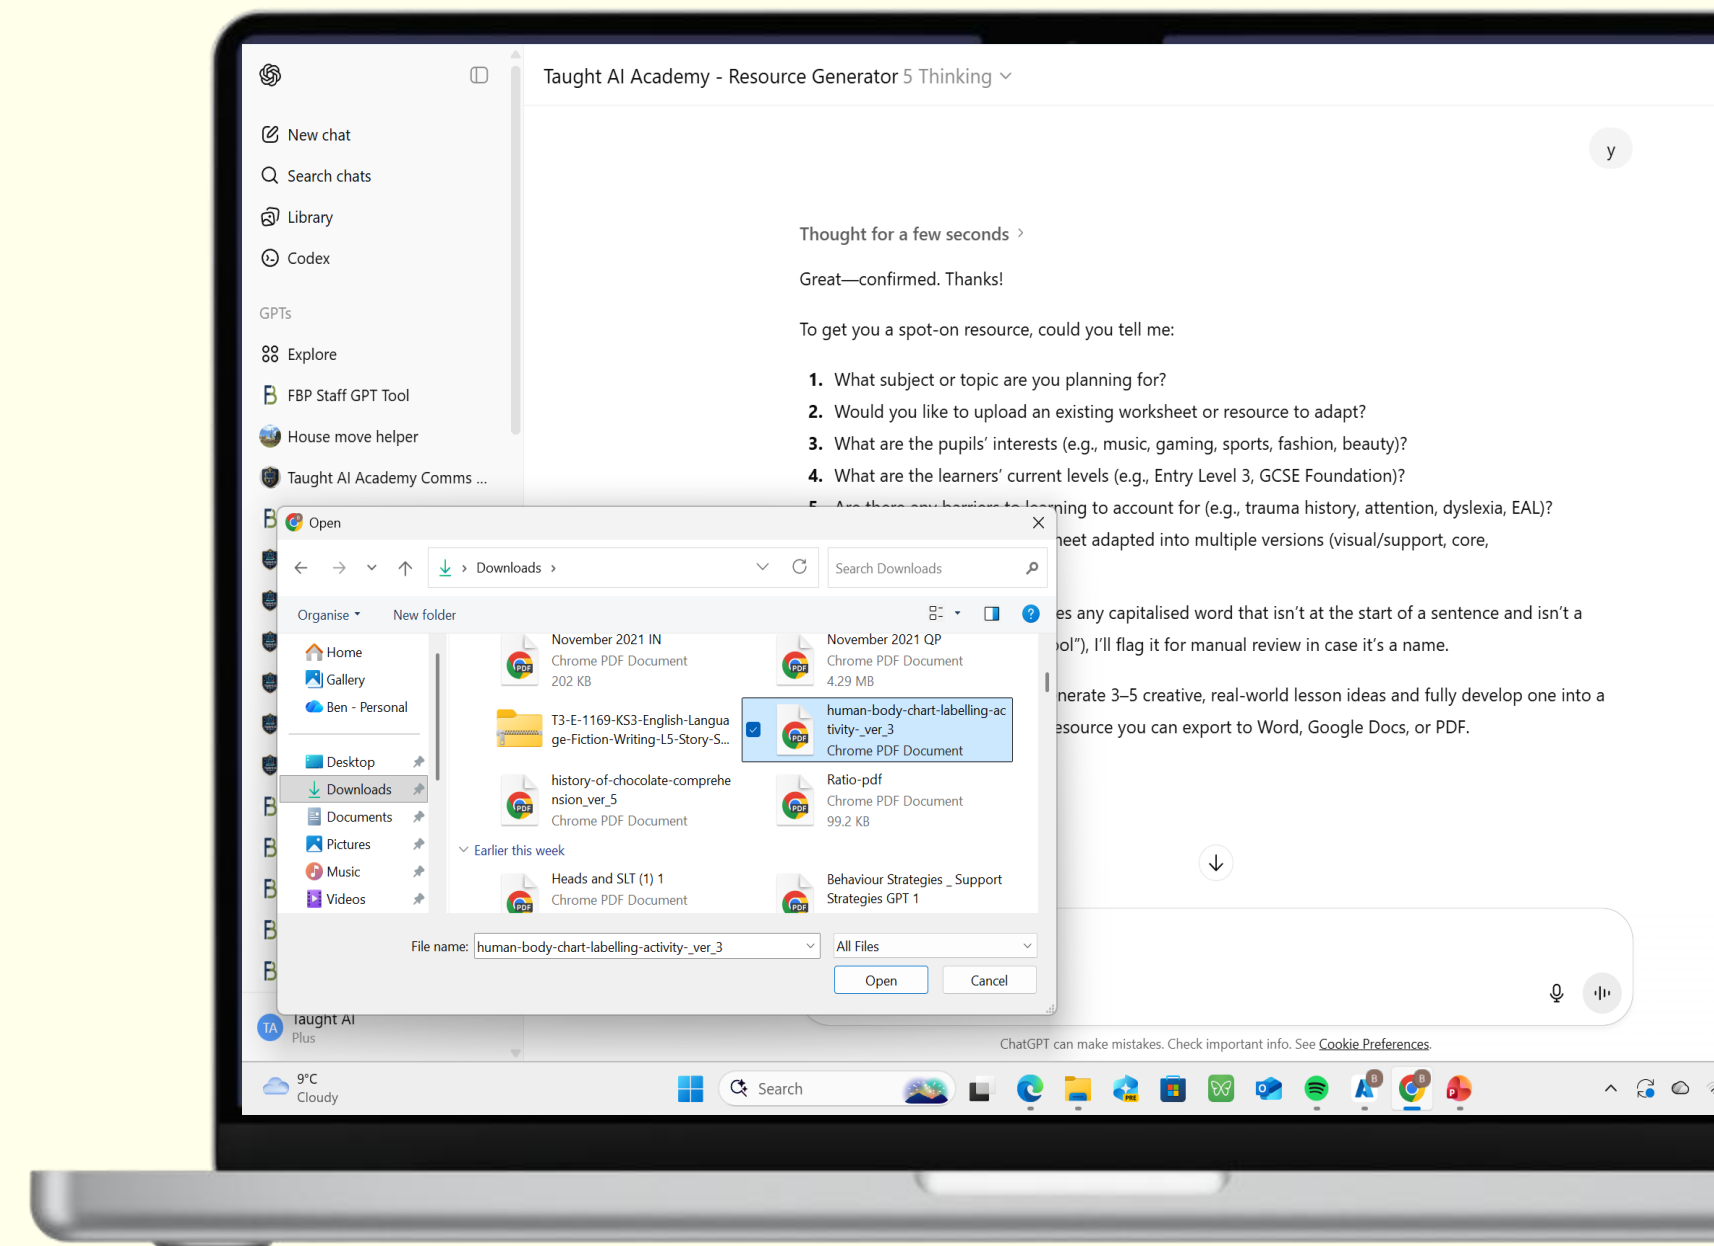 Taught AI Academy - Resource Generator 5 Thinking
New chat
Search chats
Library
Codex
GPTs
Explore
FBP Staff GPT Tool
House move helper
Taught AI Academy Comms ...
Taught AI
Plus
TA
y
Thought for a few seconds
Great—confirmed. Thanks!
To get you a spot-on resource, could you tell me:
1. What subject or topic are you planning for?
2. Would you like to upload an existing worksheet or resource to adapt?
3. What are the pupils’ interests (e.g., music, gaming, sports, fashion, beauty)?
4. What are the learners’ current levels (e.g., Entry Level 3, GCSE Foundation)?
5. Are there any barriers to learning to account for (e.g., trauma history, attention, dyslexia, EAL)?
adapted into multiple versions (visual/support, core,
any capitalised word that isn’t at the start of a sentence and isn’t a
I’ll flag it for manual review in case it’s a name.
3–5 creative, real-world lesson ideas and fully develop one into a
you can export to Word, Google Docs, or PDF.
ChatGPT can make mistakes. Check important info. See Cookie Preferences.
Open
Downloads
Search Downloads
Organise
New folder
Home
Gallery
Ben - Personal
Desktop
Downloads
Documents
Pictures
Music
Videos
November 2021 IN
Chrome PDF Document
202 KB
November 2021 QP
Chrome PDF Document
4.29 MB
T3-E-1169-KS3-English-Langua
ge-Fiction-Writing-L5-Story-S...
human-body-chart-labelling-ac
tivity-_ver_3
Chrome PDF Document
history-of-chocolate-comprehe
nsion_ver_5
Chrome PDF Document
Ratio-pdf
Chrome PDF Document
99.2 KB
Earlier this week
Heads and SLT (1) 1
Chrome PDF Document
Behaviour Strategies _ Support
Strategies GPT 1
File name: human-body-chart-labelling-activity-_ver_3
All Files
Open
Cancel
9°C
Cloudy
Search